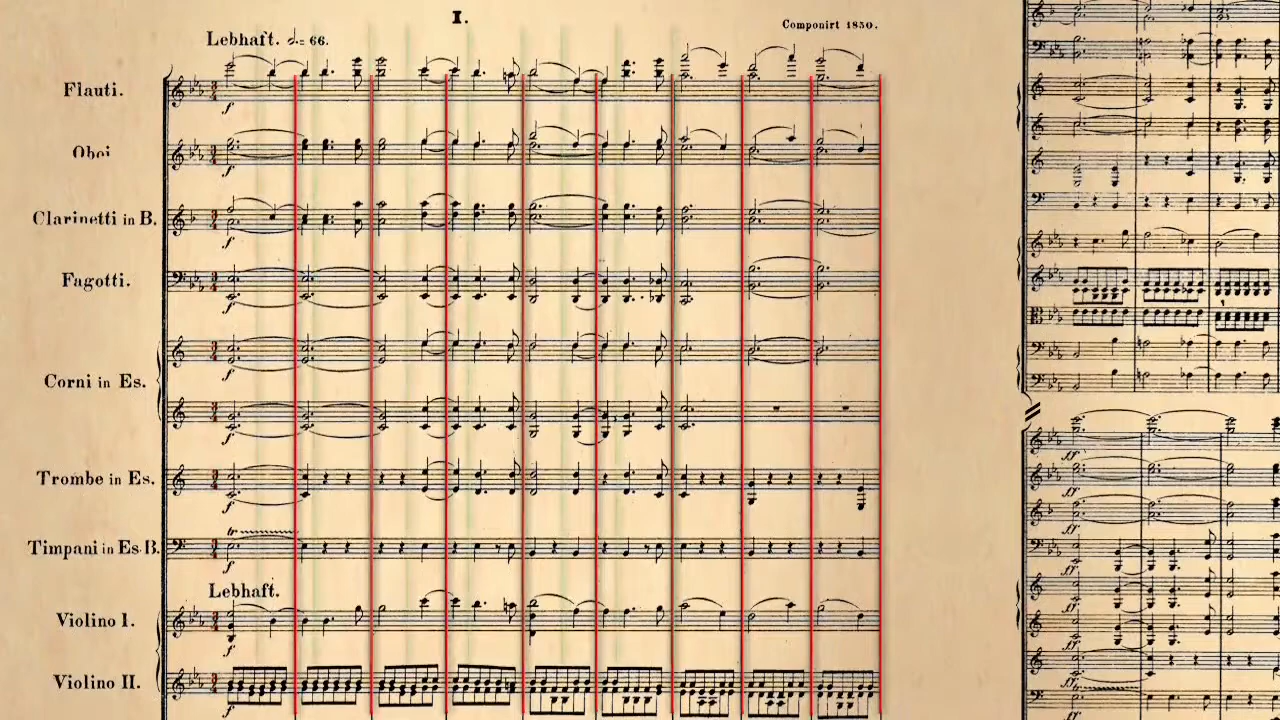 I.
Componirt 1850.
Lebhaft. 𝅗𝅥. = 66.
Flauti.
Oboi
Clarinetti in B.
Fagotti.
Corni in Es.
Trombe in Es.
Timpani in Es B.
Lebhaft.
Violino I.
Violino II.